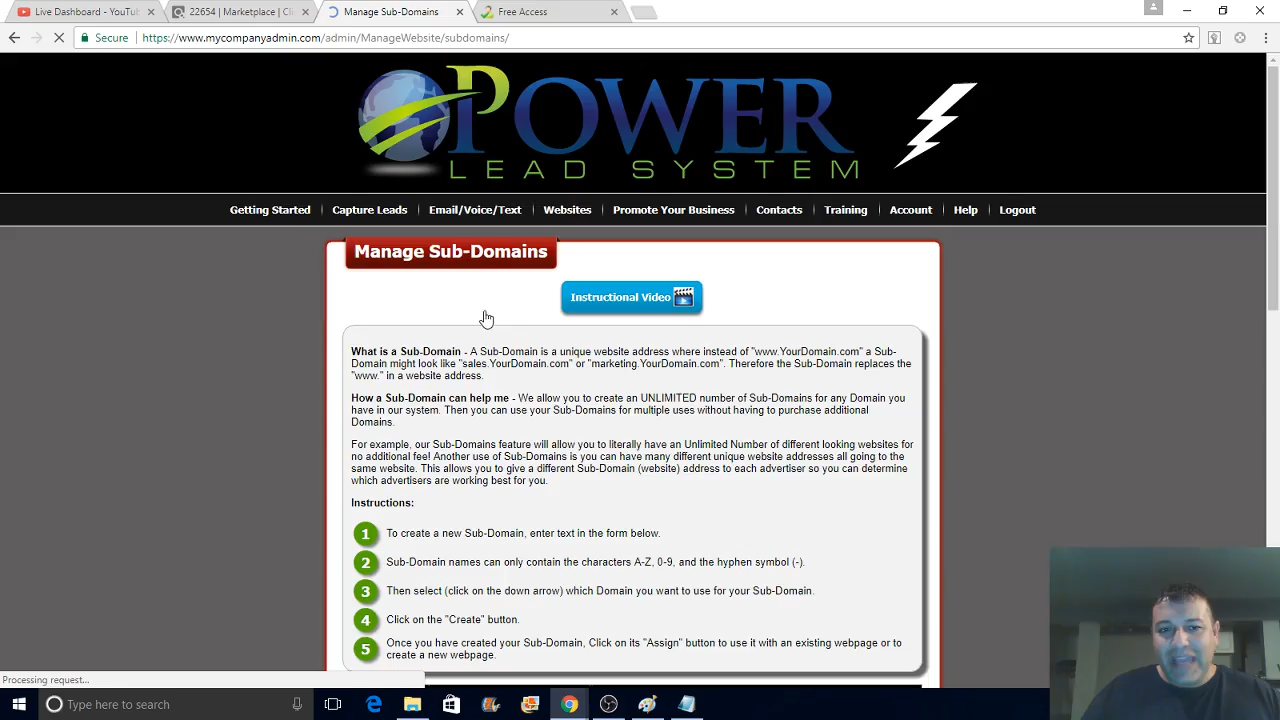 Live Dashboard - YouTu
22654 | Marketplace | Cli
Manage Sub-Domains
Free Access
Secure
https://www.mycompanyadmin.com/admin/ManageWebsite/subdomains/
POWER
LEAD SYSTEM
Getting Started
Capture Leads
Email/Voice/Text
Websites
Promote Your Business
Contacts
Training
Account
Help
Logout
Manage Sub-Domains
Instructional Video
What is a Sub-Domain - A Sub-Domain is a unique website address where instead of "www.YourDomain.com" a Sub-
Domain might look like "sales.YourDomain.com" or "marketing.YourDomain.com". Therefore the Sub-Domain replaces the
"www." in a website address.
How a Sub-Domain can help me - We allow you to create an UNLIMITED number of Sub-Domains for any Domain you
have in our system. Then you can use your Sub-Domains for multiple uses without having to purchase additional
Domains.
For example, our Sub-Domains feature will allow you to literally have an Unlimited Number of different looking websites for
no additional fee! Another use of Sub-Domains is you can have many different unique website addresses all going to the
same website. This allows you to give a different Sub-Domain (website) address to each advertiser so you can determine
which advertisers are working best for you.
Instructions:
1 To create a new Sub-Domain, enter text in the form below.
2 Sub-Domain names can only contain the characters A-Z, 0-9, and the hyphen symbol (-).
3 Then select (click on the down arrow) which Domain you want to use for your Sub-Domain.
4 Click on the "Create" button.
5 Once you have created your Sub-Domain, Click on its "Assign" button to use it with an existing webpage or to
create a new webpage.
Processing request...
Type here to search